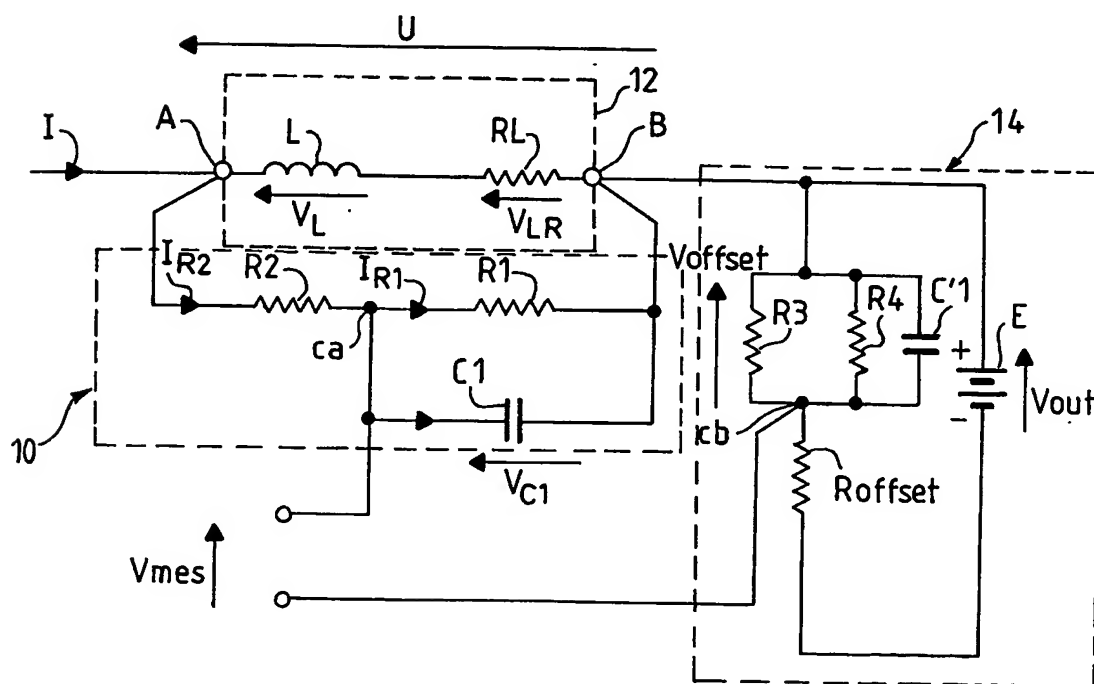 U
12
I
A
L
RL
B
14
VL
VLR
IR2
R2
IR1
R1
Voffset
ca
R3
R4
C'1
+
E
-
Vout
C1
cb
10
VC1
Roffset
Vmes